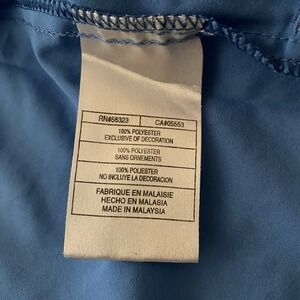 RN#56323 CA#05553
100% POLYESTER
EXCLUSIVE OF DECORATION
100% POLYESTER
SANS ORNEMENTS
100% POLIESTER
NO INCLUYE LA DECORACION
FABRIQUE EN MALAISIE
HECHO EN MALASIA
MADE IN MALAYSIA